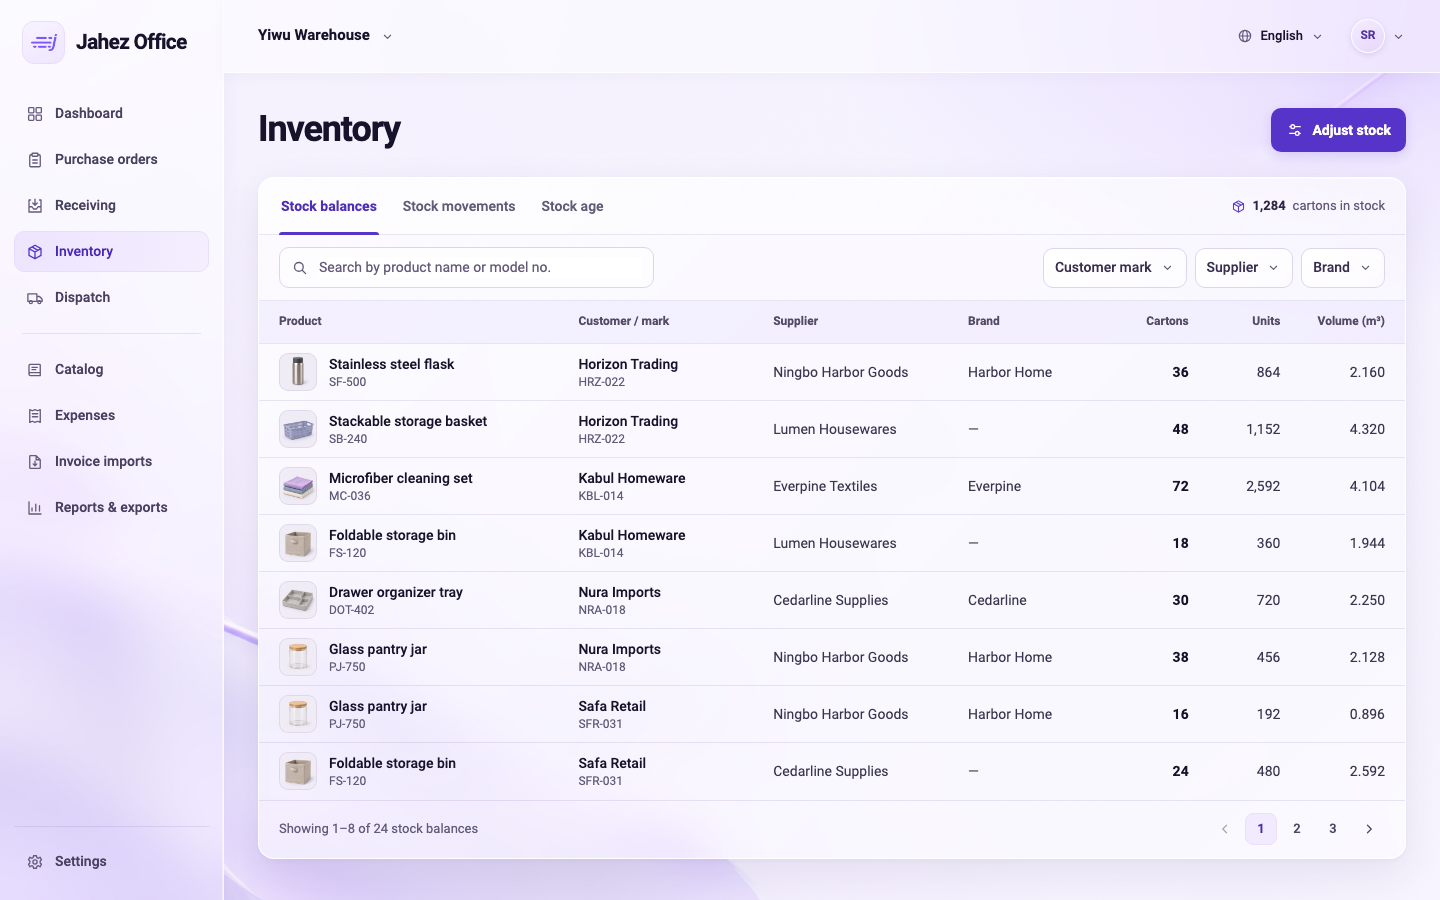 Jahez Office
Yiwu Warehouse
English
SR
Dashboard
Purchase orders
Receiving
Inventory
Dispatch
Catalog
Expenses
Invoice imports
Reports & exports
Settings
Inventory
Adjust stock
Stock balances Stock movements Stock age
1,284 cartons in stock
Search by product name or model no.
Customer mark Supplier Brand
Product Customer / mark Supplier Brand Cartons Units Volume (m³)
Stainless steel flask Horizon Trading Ningbo Harbor Goods Harbor Home 36 864 2.160
SF-500 HRZ-022
Stackable storage basket Horizon Trading Lumen Housewares — 48 1,152 4.320
SB-240 HRZ-022
Microfiber cleaning set Kabul Homeware Everpine Textiles Everpine 72 2,592 4.104
MC-036 KBL-014
Foldable storage bin Kabul Homeware Lumen Housewares — 18 360 1.944
FS-120 KBL-014
Drawer organizer tray Nura Imports Cedarline Supplies Cedarline 30 720 2.250
DOT-402 NRA-018
Glass pantry jar Nura Imports Ningbo Harbor Goods Harbor Home 38 456 2.128
PJ-750 NRA-018
Glass pantry jar Safa Retail Ningbo Harbor Goods Harbor Home 16 192 0.896
PJ-750 SFR-031
Foldable storage bin Safa Retail Cedarline Supplies — 24 480 2.592
FS-120 SFR-031
Showing 1–8 of 24 stock balances
1 2 3